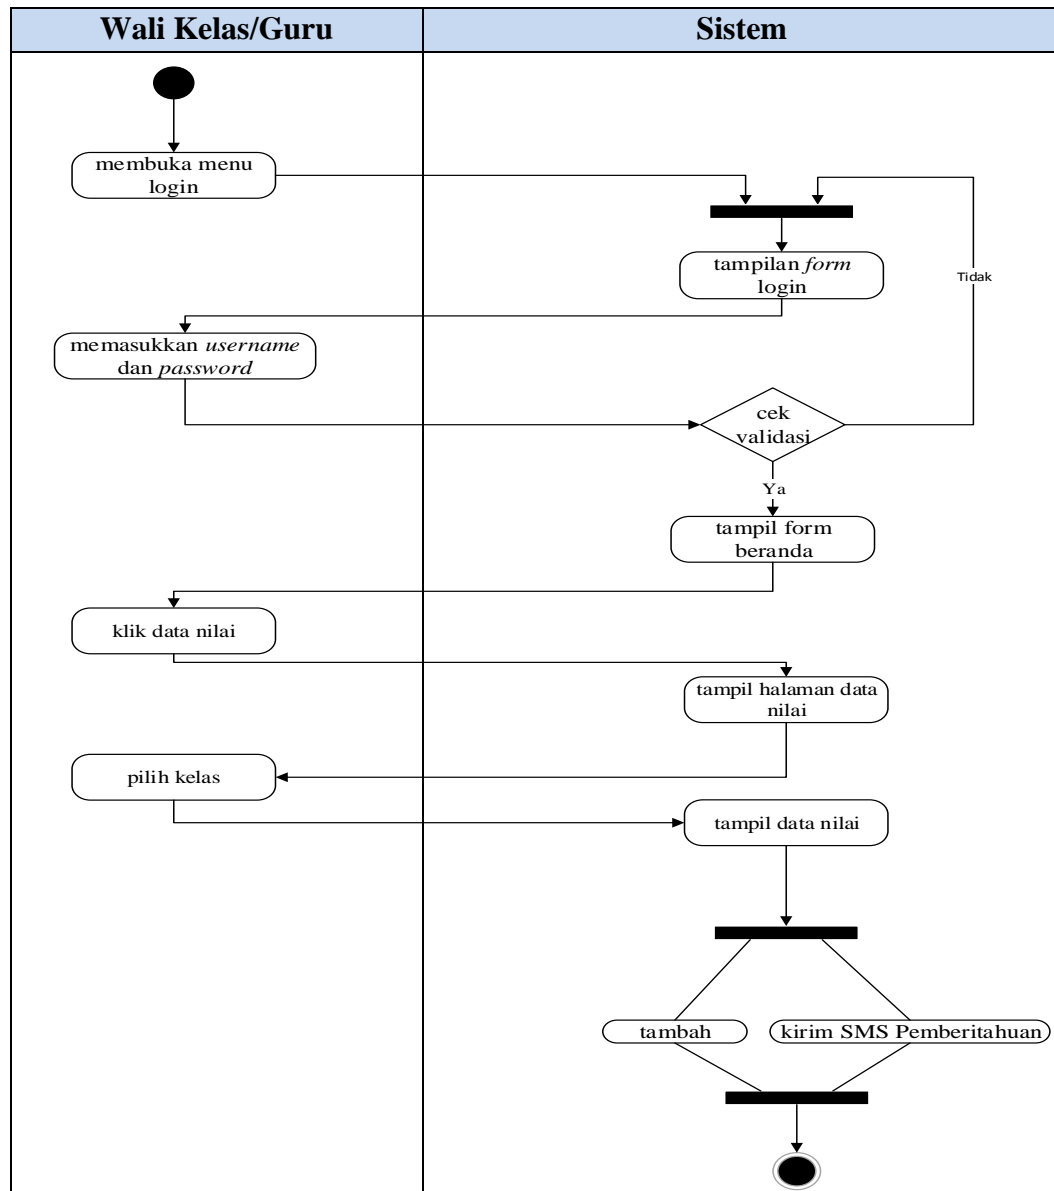 Wali Kelas/Guru
Sistem
membuka menu
login
tampilan form
login
Tidak
memasukkan username
dan password
cek
validasi
Ya
tampil form
beranda
klik data nilai
tampil halaman data
nilai
pilih kelas
tampil data nilai
tambah
kirim SMS Pemberitahuan